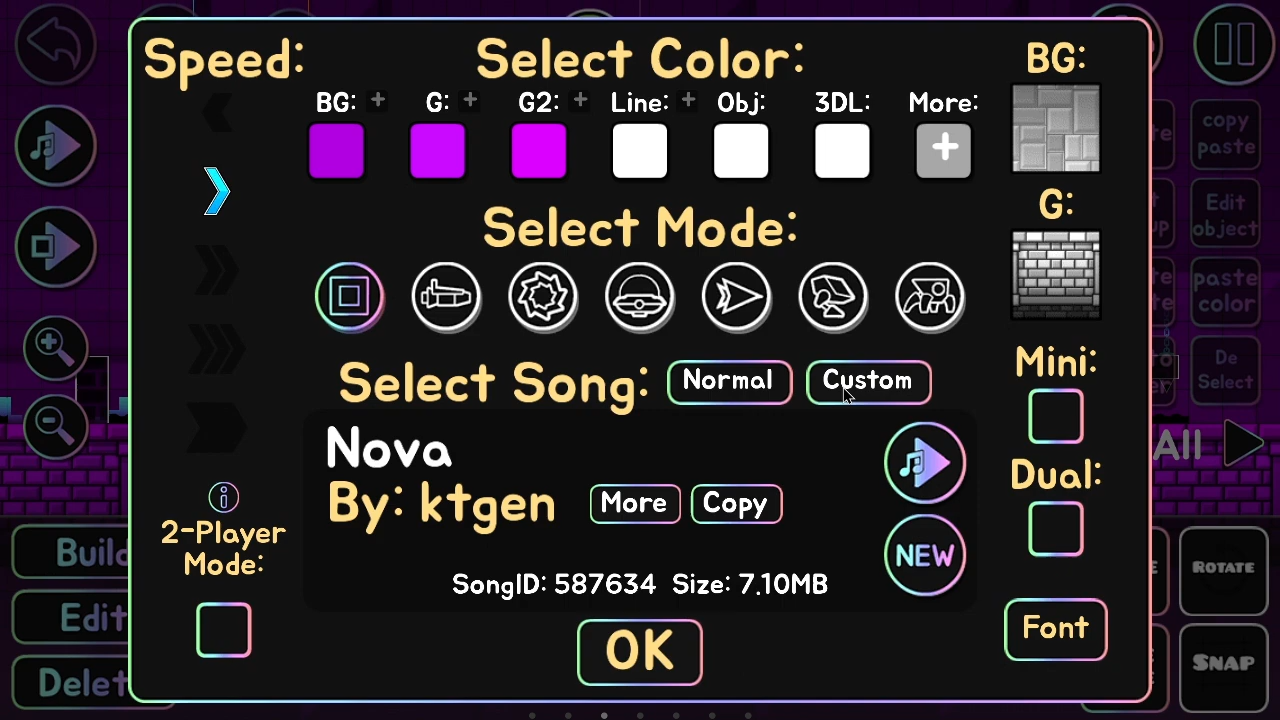 Speed:
Select Color:
BG:
BG: +
G: +
G2: +
Line: +
Obj:
3DL:
More:
+
copy
paste
Select Mode:
G:
Edit
object
paste
color
Select Song:
Normal
Custom
Mini:
De
Select
Nova
By: ktgen
More
Copy
All
Dual:
2-Player
Mode:
NEW
SongID: 587634 Size: 7.10MB
Build
Edit
Delet
OK
Font
ROTATE
SNAP